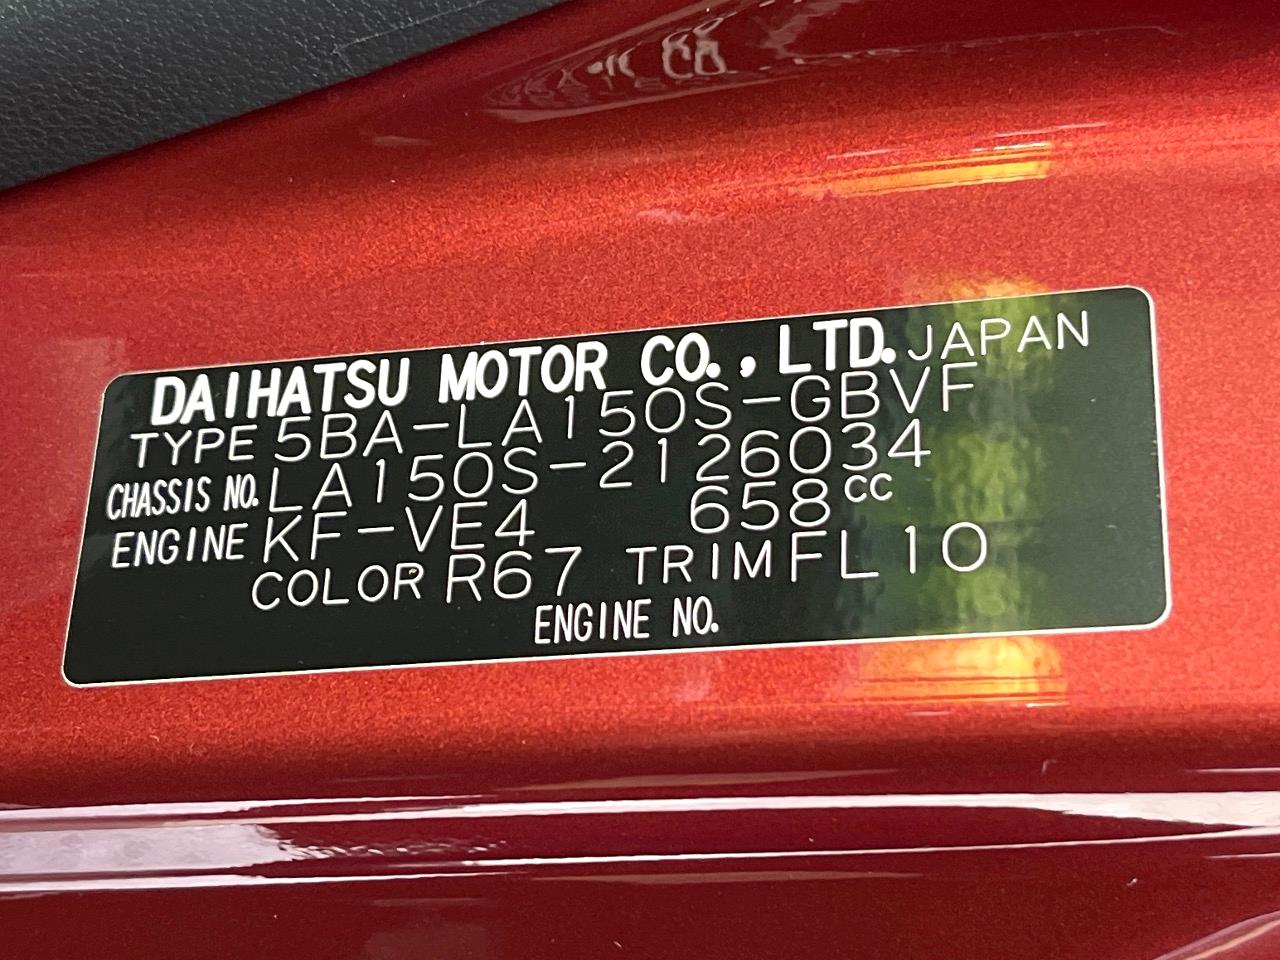 DAIHATSU MOTOR CO., LTD. JAPAN
TYPE 5BA-LA150S-GBVF
CHASSIS NO. LA150S-2126034
ENGINE KF-VE4 658cc
COLOR R67 TRIM FL10
ENGINE NO.